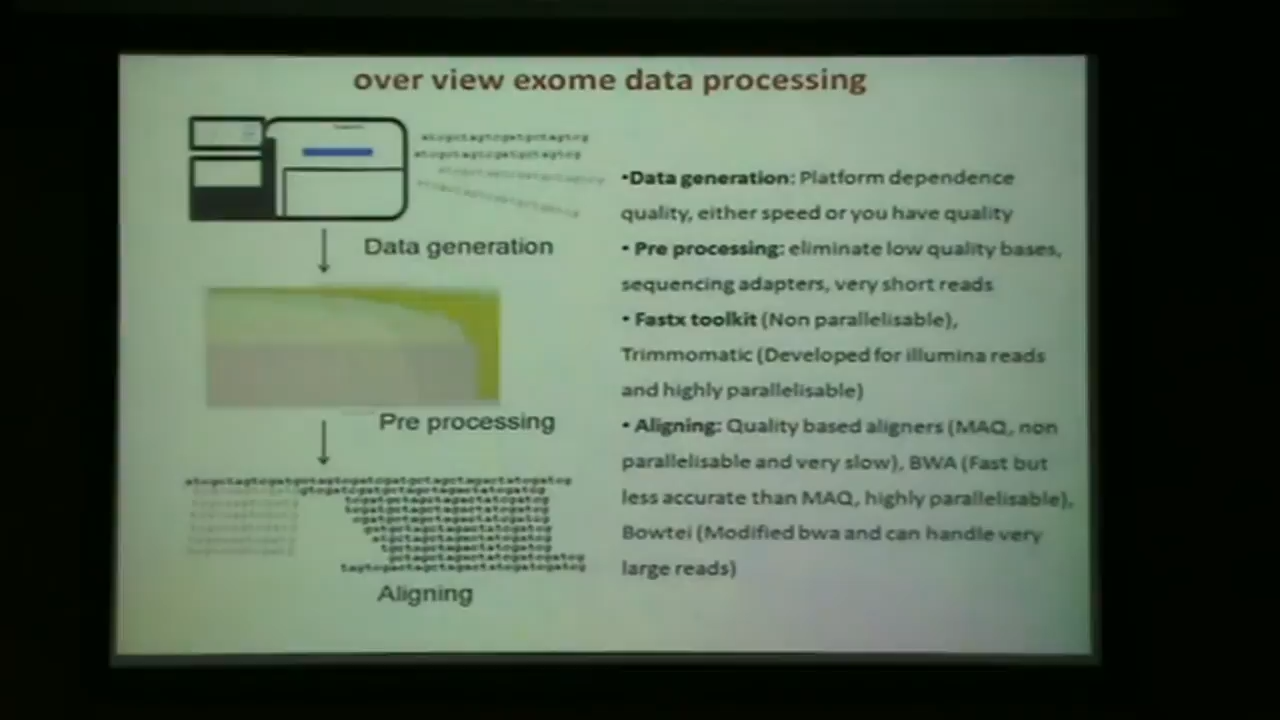 over view exome data processing
•Data generation: Platform dependence
quality, either speed or you have quality
• Pre processing: eliminate low quality bases,
sequencing adapters, very short reads
• Fastx toolkit (Non parallelisable),
Trimmomatic (Developed for illumina reads
and highly parallelisable)
• Aligning: Quality based aligners (MAQ, non
parallelisable and very slow), BWA (Fast but
less accurate than MAQ, highly parallelisable),
Bowtei (Modified bwa and can handle very
large reads)
Data generation
Pre processing
Aligning